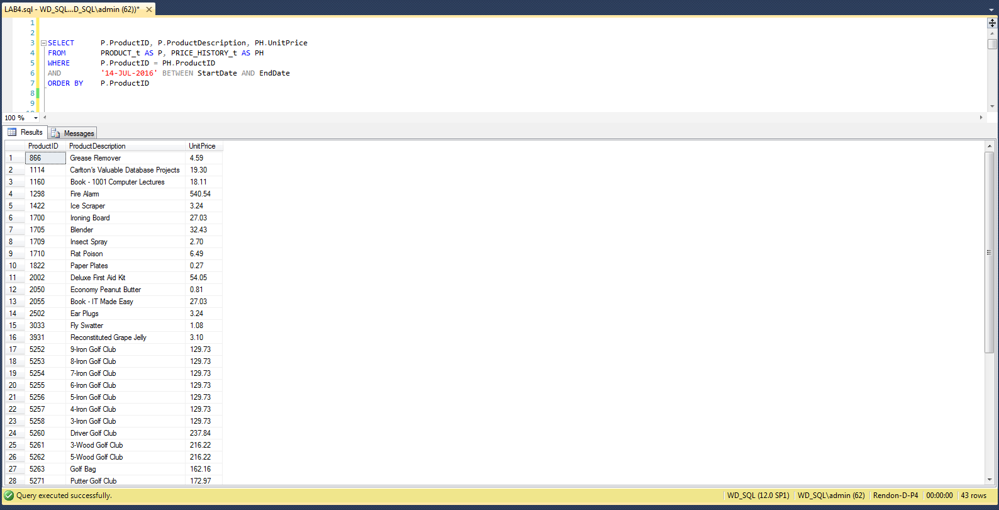 LAB4.sql - WD_SQL...D_SQL\admin (62))*
1
2
3 SELECT P.ProductID, P.ProductDescription, PH.UnitPrice
4 FROM PRODUCT_t AS P, PRICE_HISTORY_t AS PH
5 WHERE P.ProductID = PH.ProductID
6 AND '14-JUL-2016' BETWEEN StartDate AND EndDate
7 ORDER BY P.ProductID
8
9
100 %
Results Messages
ProductID ProductDescription UnitPrice
1 866 Grease Remover 4.59
2 1114 Carlton's Valuable Database Projects 19.30
3 1160 Book - 1001 Computer Lectures 18.11
4 1298 Fire Alarm 540.54
5 1422 Ice Scraper 3.24
6 1700 Ironing Board 27.03
7 1705 Blender 32.43
8 1709 Insect Spray 2.70
9 1710 Rat Poison 6.49
10 1822 Paper Plates 0.27
11 2002 Deluxe First Aid Kit 54.05
12 2050 Economy Peanut Butter 0.81
13 2055 Book - IT Made Easy 27.03
14 2502 Ear Plugs 3.24
15 3033 Fly Swatter 1.08
16 3931 Reconstituted Grape Jelly 3.10
17 5252 9-Iron Golf Club 129.73
18 5253 8-Iron Golf Club 129.73
19 5254 7-Iron Golf Club 129.73
20 5255 6-Iron Golf Club 129.73
21 5256 5-Iron Golf Club 129.73
22 5257 4-Iron Golf Club 129.73
23 5258 3-Iron Golf Club 129.73
24 5260 Driver Golf Club 237.84
25 5261 3-Wood Golf Club 216.22
26 5262 5-Wood Golf Club 216.22
27 5263 Golf Bag 162.16
28 5271 Putter Golf Club 172.97
Query executed successfully. WD_SQL (12.0 SP1) WD_SQL\admin (62) Rendon-D-P4 00:00:00 43 rows